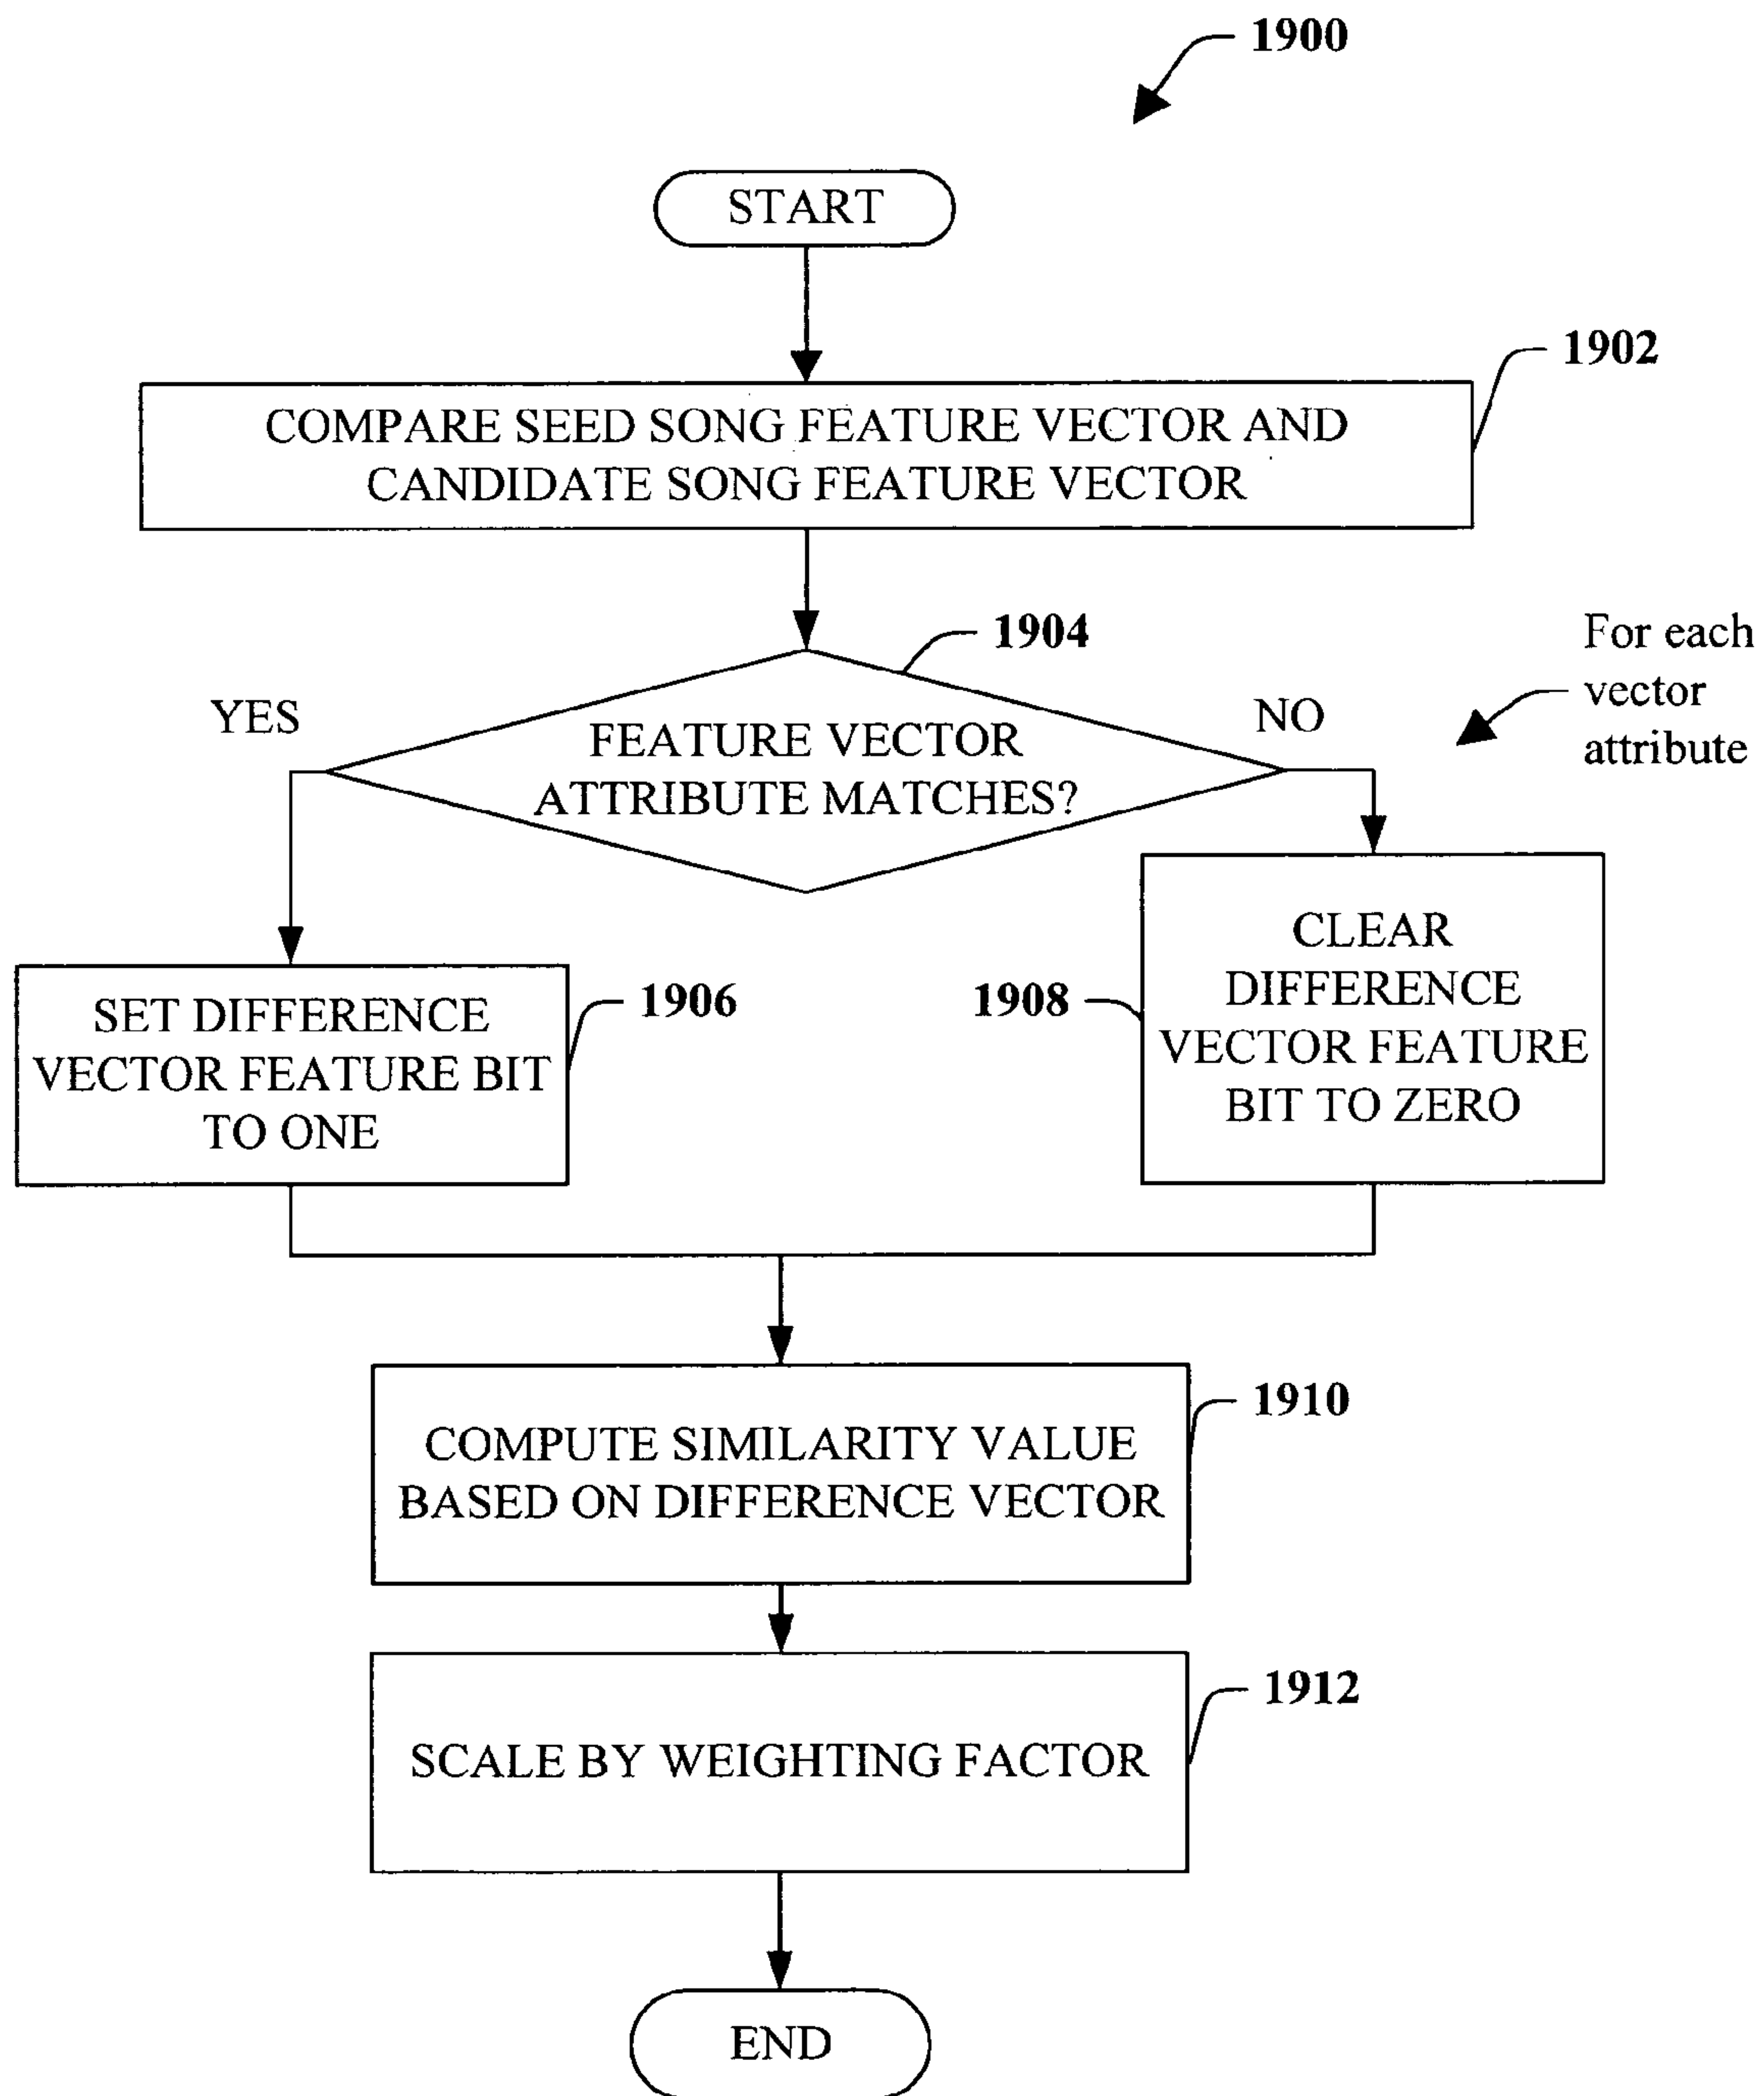 1900
START
1902
COMPARE SEED SONG FEATURE VECTOR AND
CANDIDATE SONG FEATURE VECTOR
1904
For each
vector
attribute
YES
NO
FEATURE VECTOR
ATTRIBUTE MATCHES?
SET DIFFERENCE
VECTOR FEATURE BIT
TO ONE
1906
1908
CLEAR
DIFFERENCE
VECTOR FEATURE
BIT TO ZERO
1910
COMPUTE SIMILARITY VALUE
BASED ON DIFFERENCE VECTOR
1912
SCALE BY WEIGHTING FACTOR
END